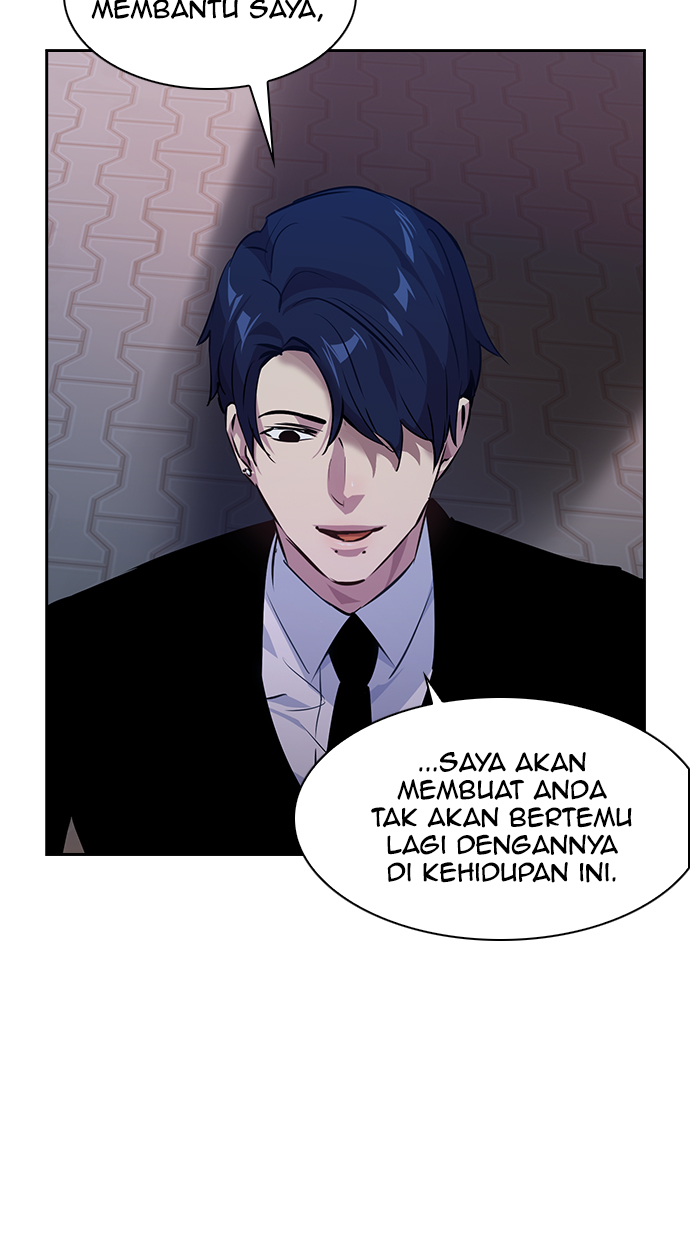 MEMBANTU SAYA,
...SAYA AKAN
MEMBUAT ANDA
TAK AKAN BERTEMU
LAGI DENGANNYA
DI KEHIDUPAN INI.